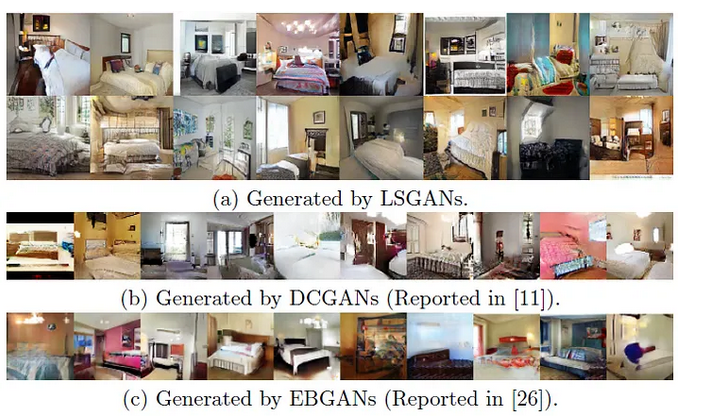 (a) Generated by LSGANs.
(b) Generated by DCGANs (Reported in [11]).
(c) Generated by EBGANs (Reported in [26]).